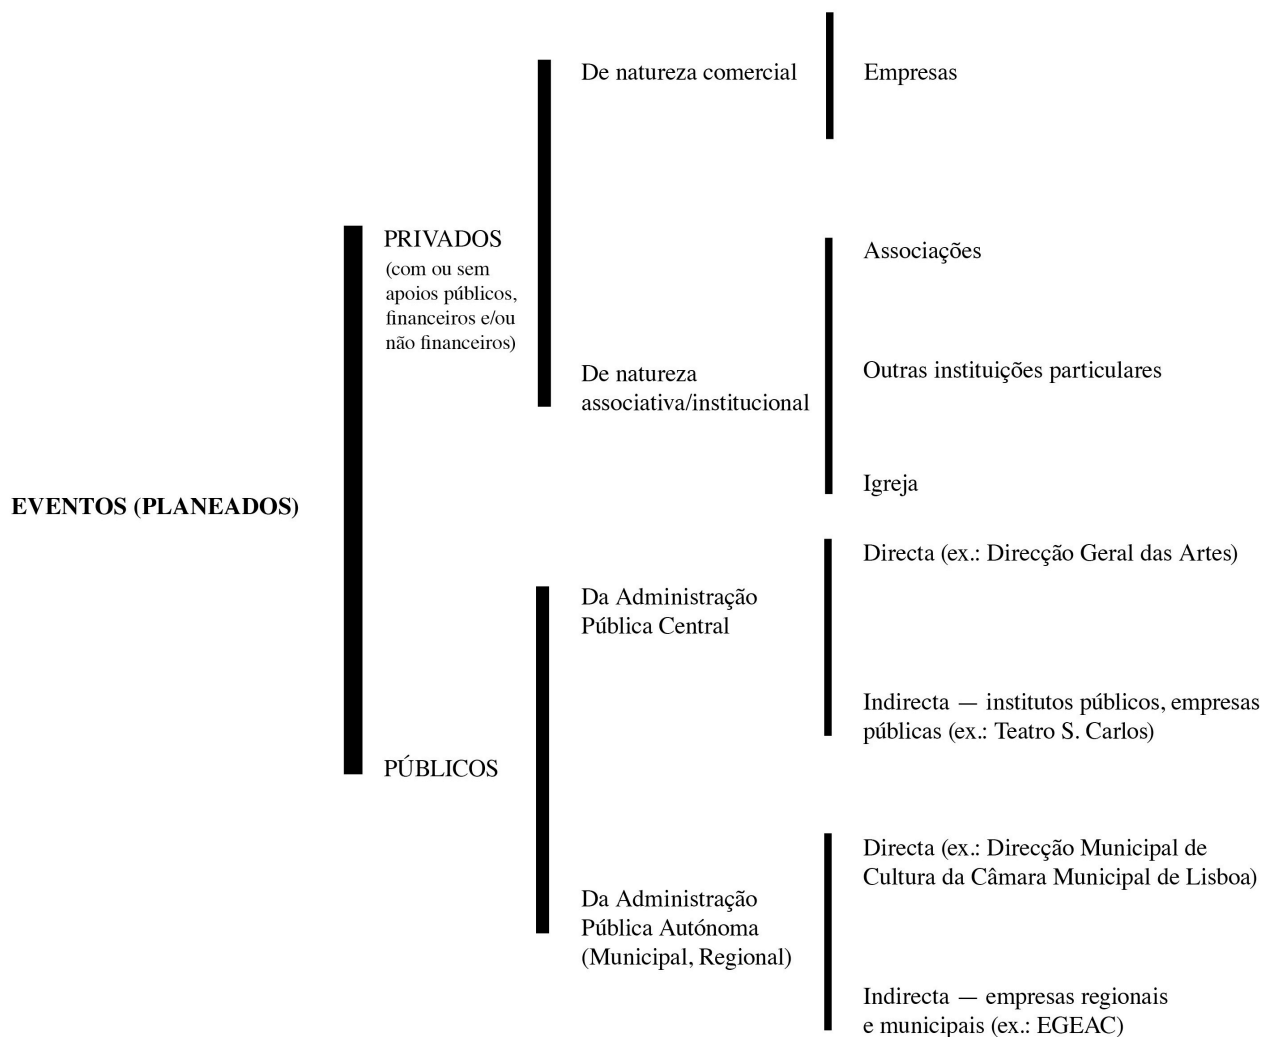 EVENTOS (PLANEADOS)
PRIVADOS
(com ou sem
apoios públicos,
financeiros e/ou
não financeiros)
De natureza comercial
Empresas
De natureza
associativa/institucional
Associações
Outras instituições particulares
Igreja
PÚBLICOS
Da Administração
Pública Central
Directa (ex.: Direcção Geral das Artes)
Indirecta — institutos públicos, empresas
públicas (ex.: Teatro S. Carlos)
Da Administração
Pública Autónoma
(Municipal, Regional)
Directa (ex.: Direcção Municipal de
Cultura da Câmara Municipal de Lisboa)
Indirecta — empresas regionais
e municipais (ex.: EGEAC)